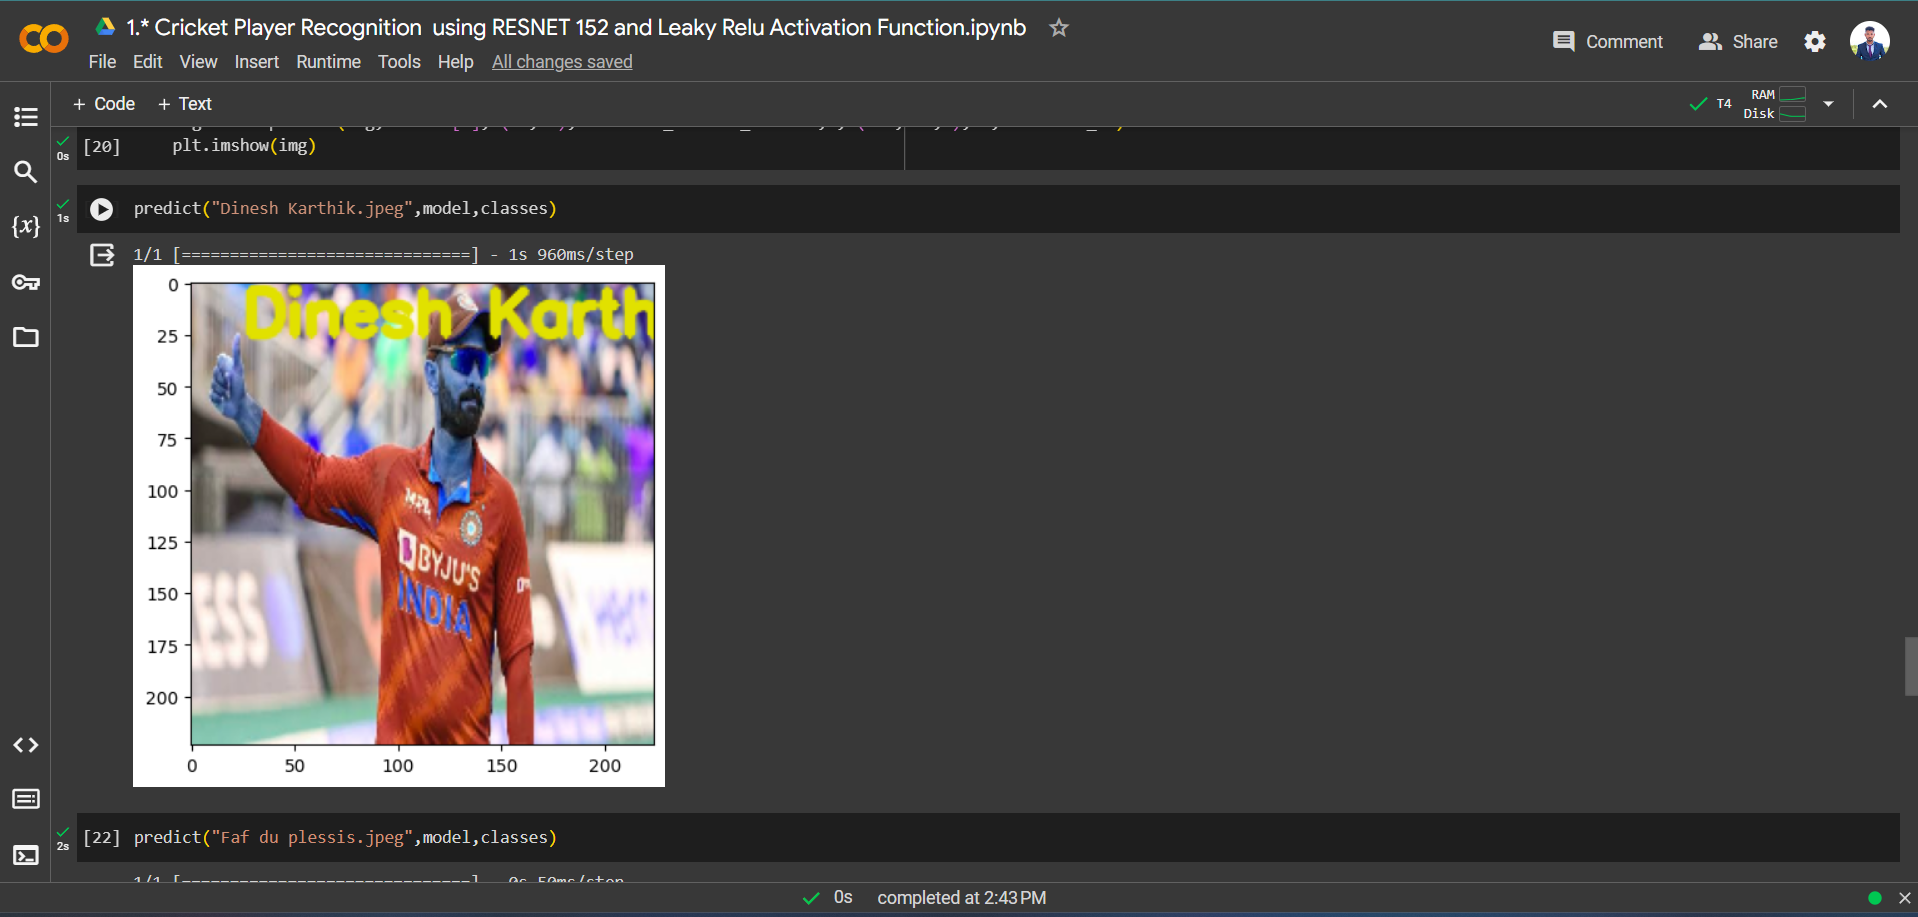 1.* Cricket Player Recognition using RESNET 152 and Leaky Relu Activation Function.ipynb
Comment
Share
File Edit View Insert Runtime Tools Help All changes saved
+ Code + Text
T4
RAM
Disk
0s
[20] plt.imshow(img)
1s
predict("Dinesh Karthik.jpeg",model,classes)
1/1 [==============================] - 1s 960ms/step
Dinesh Karth
MPL
BYJU'S
INDIA
ESS
0
25
50
75
100
125
150
175
200
0 50 100 150 200
2s
[22] predict("Faf du plessis.jpeg",model,classes)
1/1 [==============================] - 0s 50ms/step
0s completed at 2:43 PM